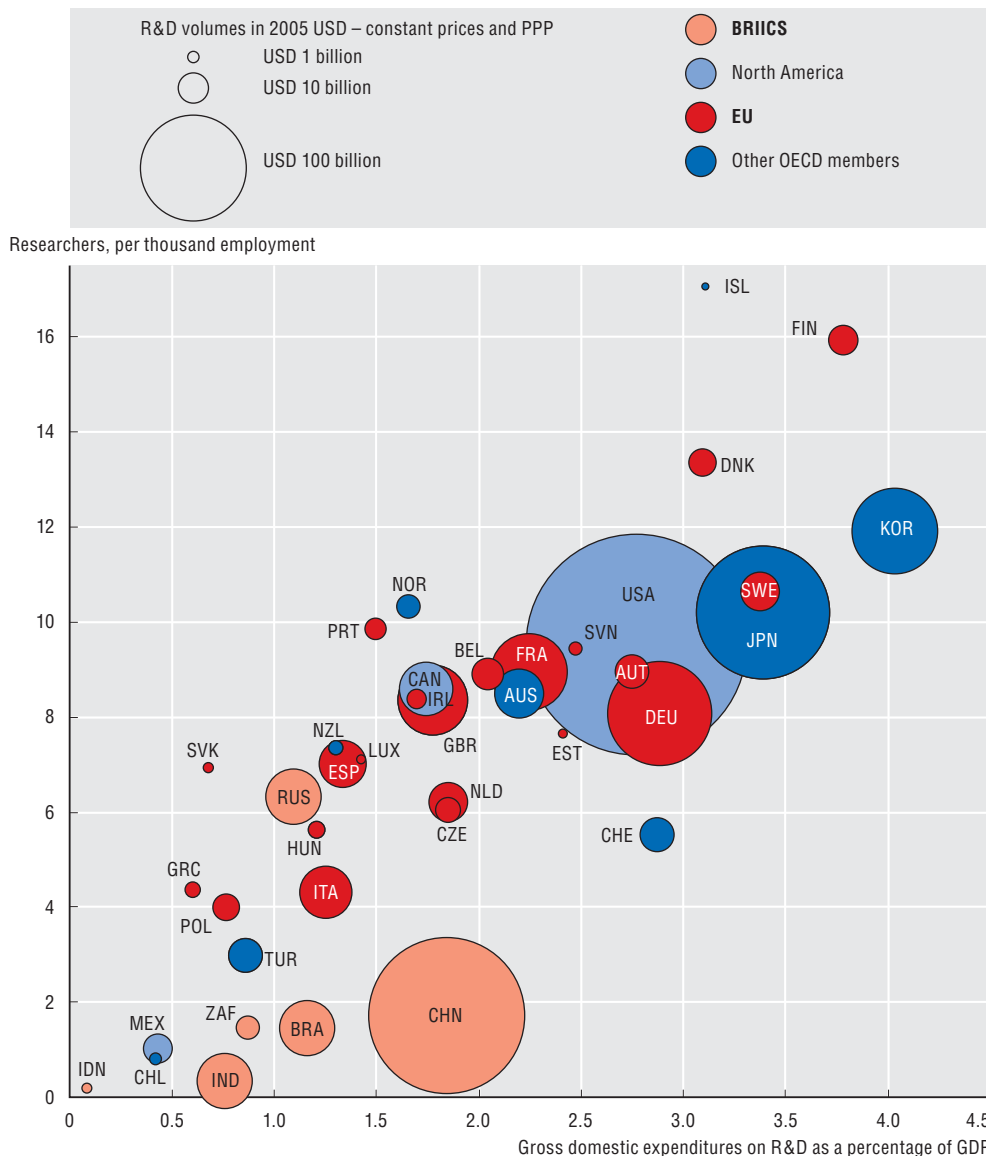 R&D volumes in 2005 USD – constant prices and PPP
USD 1 billion
USD 10 billion
USD 100 billion
BRIICS
North America
EU
Other OECD members
Researchers, per thousand employment
ISL
FIN
16
14
DNK
12
KOR
NOR
USA
SWE
10
PRT
SVN
JPN
BEL
FRA
CAN
AUT
IRL
AUS
8
DEU
NZL
GBR
SVK
LUX
EST
ESP
RUS
NLD
6
CZE
HUN
CHE
GRC
ITA
4
POL
TUR
2
MEX
ZAF
BRA
CHN
IDN
CHL
IND
0
0 0.5 1.0 1.5 2.0 2.5 3.0 3.5 4.0 4.5
Gross domestic expenditures on R&D as a percentage of GDP